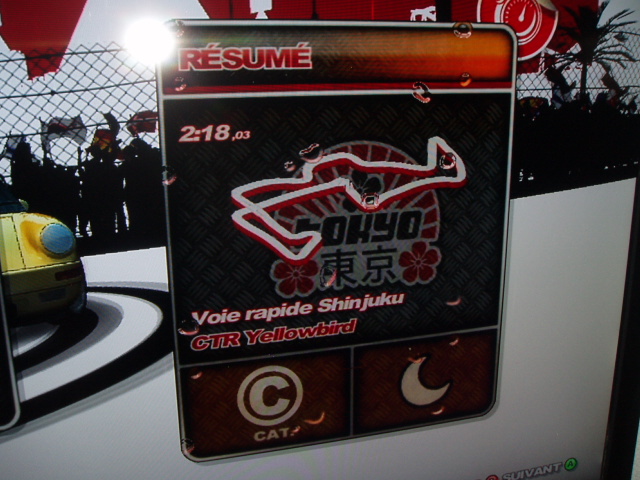 RÉSUMÉ
2:18,03
TOKYO
東京
Voie rapide Shinjuku
CTR Yellowbird
C
CAT.
SUIVANT